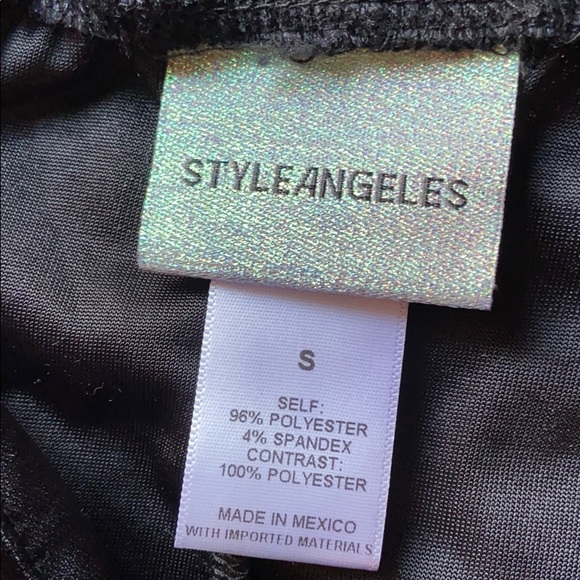 STYLEANGELES
S
SELF:
96% POLYESTER
4% SPANDEX
CONTRAST:
100% POLYESTER
MADE IN MEXICO
WITH IMPORTED MATERIALS